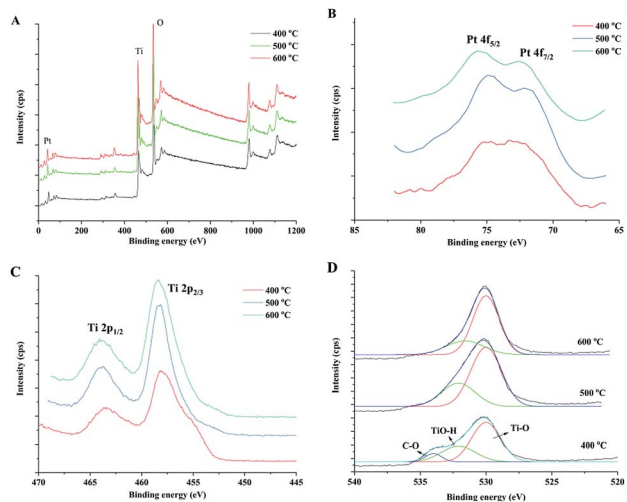 A
O
Ti
Pt
400 °C
500 °C
600 °C
Intensity (cps)
0 200 400 600 800 1000 1200
Binding energy (eV)
B
Pt 4f5/2
Pt 4f7/2
400 °C
500 °C
600 °C
Intensity (cps)
85 80 75 70 65
Binding energy (eV)
C
Ti 2p1/2
Ti 2p2/3
400 °C
500 °C
600 °C
Intensity (cps)
470 465 460 455 450 445
Binding energy (eV)
D
600 °C
500 °C
400 °C
C-O
TiO-H
Ti-O
Intensity (cps)
540 535 530 525 520
Binding energy (eV)